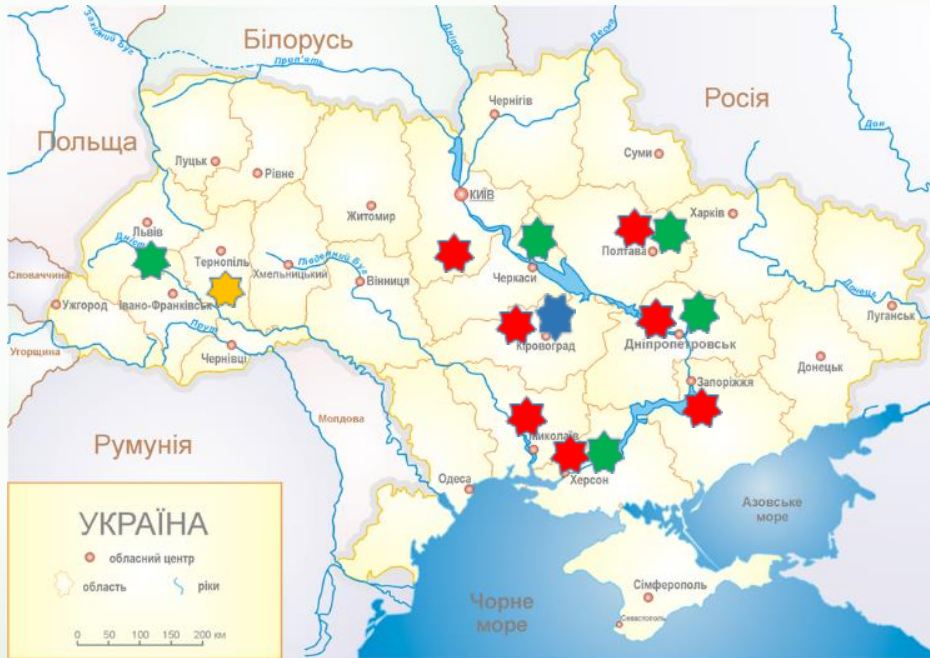 Білорусь
Росія
Польща
Словаччина
Угорщина
Румунія
Молдова
Західний Буг
Прип'ять
Дніпро
Десна
Дон
Чернігів
Суми
Луцьк
Рівне
КИЇВ
Житомир
Харків
Львів
Полтава
Тернопіль
Хмельницький
Південний Буг
Вінниця
Черкаси
Донець
Луганськ
Ужгород
Івано-Франківськ
Прут
Чернівці
Кіровоград
Дніпропетровськ
Донецьк
Запоріжжя
Миколаїв
Херсон
Одеса
Азовське
море
Сімферополь
Севастополь
Чорне
море
УКРАЇНА
обласний центр
область
ріки
0 50 100 150 200 км